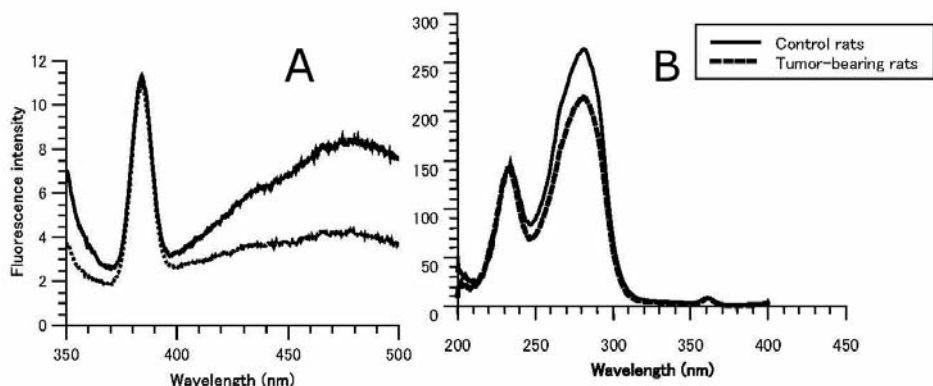 A
Fluorescence intensity
12
10
8
6
4
2
0
350 400 450 500
Wavelength (nm)
B
300
250
200
150
100
50
0
200 250 300 350 400 450
Wavelength (nm)
Control rats
Tumor-bearing rats